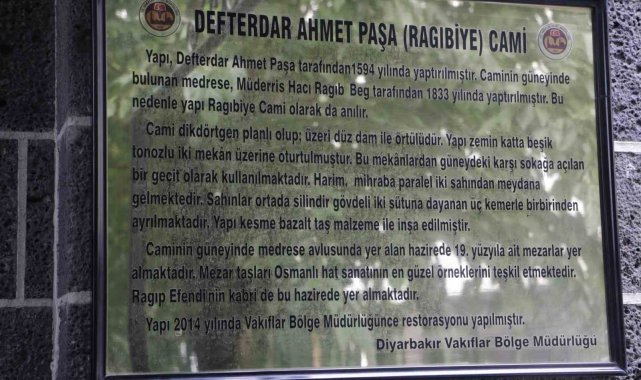 DEFTERDAR AHMET PAŞA (RAGIBİYE) CAMİ
Yapı, Defterdar Ahmet Paşa tarafından1594 yılında yaptırılmıştır. Caminin güneyinde
bulunan medrese, Müderris Hacı Ragıb Beg tarafından 1833 yılında yaptırılmıştır. Bu
nedenle yapı Ragıbiye Cami olarak da anılır.
Cami dikdörtgen planlı olup; üzeri düz dam ile örtülüdür. Yapı zemin katta beşik
tonozlu iki mekân üzerine oturtulmuştur. Bu mekânlardan güneydeki karşı sokağa açılan
bir geçit olarak kullanılmaktadır. Harim, mihraba paralel iki sahından meydana
gelmektedir. Sahınlar ortada silindir gövdeli iki sütuna dayanan üç kemerle birbirinden
ayrılmaktadır. Yapı kesme bazalt taş malzeme ile inşa edilmiştir.
Caminin güneyinde medrese avlusunda yer alan hazirede 19. yüzyıla ait mezarlar yer
almaktadır. Mezar taşları Osmanlı hat sanatının en güzel örneklerini teşkil etmektedir.
Ragıp Efendi'nin kabri de bu hazirede yer almaktadır.
Yapı 2014 yılında Vakıflar Bölge Müdürlüğünce restorasyonu yapılmıştır.
Diyarbakır Vakıflar Bölge Müdürlüğü